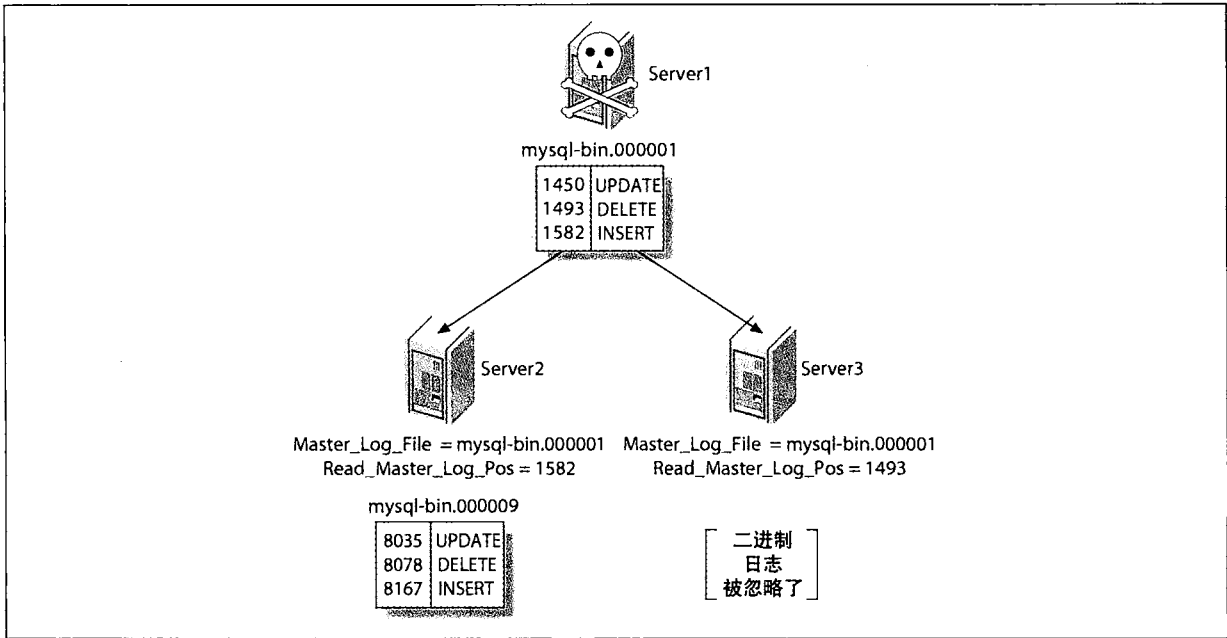 Server1
mysql-bin.000001
1450 UPDATE
1493 DELETE
1582 INSERT
Server2
Server3
Master_Log_File = mysql-bin.000001
Read_Master_Log_Pos = 1582
Master_Log_File = mysql-bin.000001
Read_Master_Log_Pos = 1493
mysql-bin.000009
8035 UPDATE
8078 DELETE
8167 INSERT
二进制
日志
被忽略了